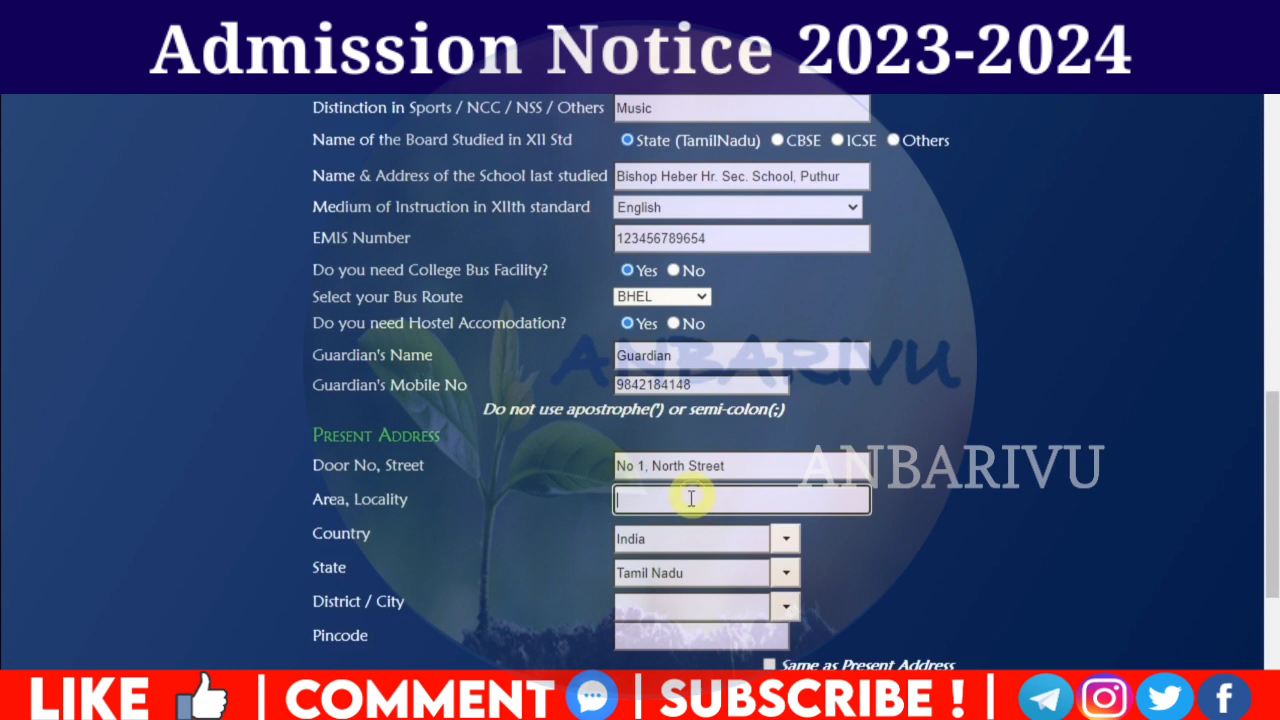 Admission Notice 2023-2024
Distinction in Sports / NCC / NSS / Others Music
Name of the Board Studied in XII Std State (TamilNadu) CBSE ICSE Others
Name & Address of the School last studied Bishop Heber Hr. Sec. School, Puthur
Medium of Instruction in XIIth standard English
EMIS Number 123456789654
Do you need College Bus Facility? Yes No
Select your Bus Route BHEL
Do you need Hostel Accomodation? Yes No
Guardian's Name Guardian
ANBARIVU
Guardian's Mobile No 9842184148
Do not use apostrophe(') or semi-colon(;)
Present Address
Door No, Street No 1, North Street
ANBARIVU
Area, Locality
Country India
State Tamil Nadu
District / City
Pincode
Same as Present Address
LIKE | COMMENT | SUBSCRIBE ! |